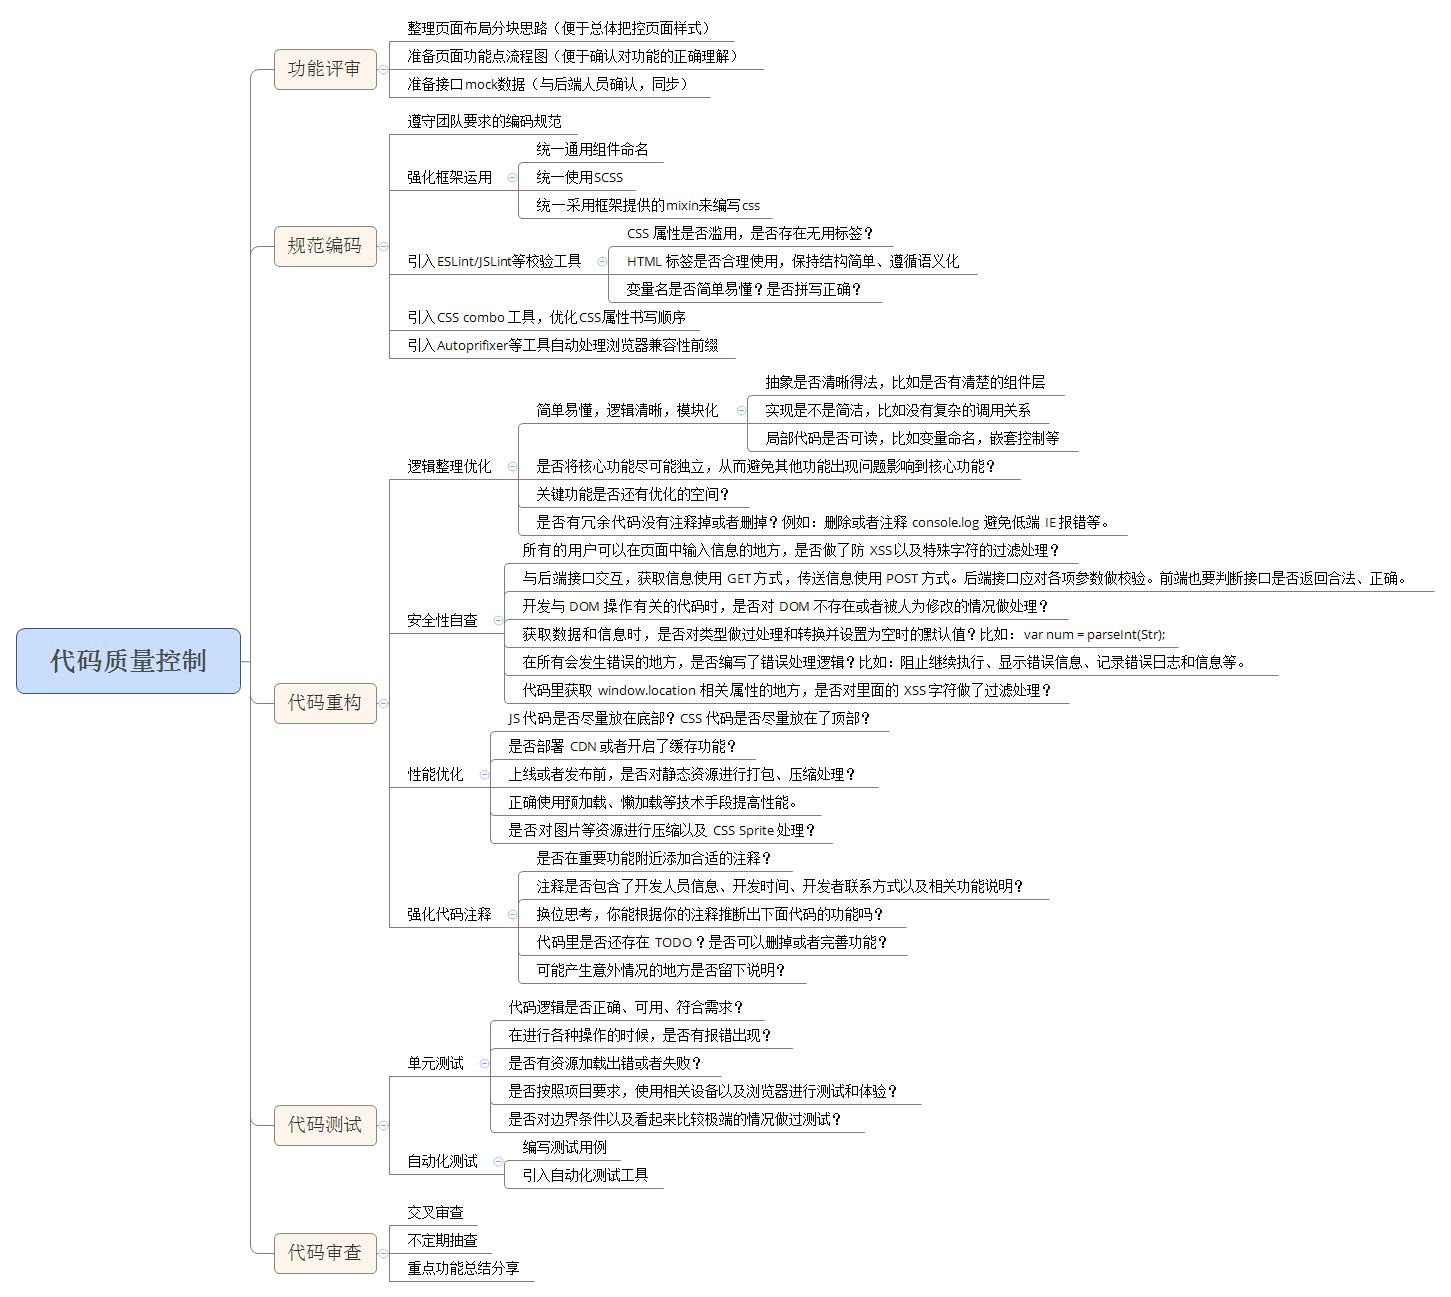 代码质量控制
功能评审
整理页面布局分块思路（便于总体把控页面样式）
准备页面功能点流程图（便于确认对功能的正确理解）
准备接口mock数据（与后端人员确认，同步）
规范编码
遵守团队要求的编码规范
强化框架运用
统一通用组件命名
统一使用SCSS
统一采用框架提供的mixin来编写css
引入ESLint/JSLint等校验工具
CSS 属性是否滥用，是否存在无用标签？
HTML 标签是否合理使用，保持结构简单、遵循语义化
变量名是否简单易懂？是否拼写正确？
引入CSS combo 工具，优化CSS属性书写顺序
引入Autoprifixer等工具自动处理浏览器兼容性前缀
代码重构
逻辑整理优化
简单易懂，逻辑清晰，模块化
抽象是否清晰得法，比如是否有清楚的组件层
实现是不是简洁，比如没有复杂的调用关系
局部代码是否可读，比如变量命名，嵌套控制等
是否将核心功能尽可能独立，从而避免其他功能出现问题影响到核心功能？
关键功能是否还有优化的空间？
是否有冗余代码没有注释掉或者删掉？例如：删除或者注释 console.log 避免低端 IE 报错等。
安全性自查
所有的用户可以在页面中输入信息的地方，是否做了防 XSS 以及特殊字符的过滤处理？
与后端接口交互，获取信息使用 GET 方式，传送信息使用 POST 方式。后端接口应对各项参数做校验。前端也要判断接口是否返回合法、正确。
开发与 DOM 操作有关的代码时，是否对 DOM 不存在或者被人为修改的情况做处理？
获取数据和信息时，是否对类型做过处理和转换并设置为空时的默认值？比如：var num = parseInt(Str);
在所有会发生错误的地方，是否编写了错误处理逻辑？比如：阻止继续执行、显示错误信息、记录错误日志和信息等。
代码里获取 window.location 相关属性的地方，是否对里面的 XSS 字符做了过滤处理？
性能优化
JS 代码是否尽量放在底部？CSS 代码是否尽量放在了顶部？
是否部署 CDN 或者开启了缓存功能？
上线或者发布前，是否对静态资源进行打包、压缩处理？
正确使用预加载、懒加载等技术手段提高性能。
是否对图片等资源进行压缩以及 CSS Sprite 处理？
强化代码注释
是否在重要功能附近添加合适的注释？
注释是否包含了开发人员信息、开发时间、开发者联系方式以及相关功能说明？
换位思考，你能根据你的注释推断出下面代码的功能吗？
代码里是否还存在 TODO ？是否可以删掉或者完善功能？
可能产生意外情况的地方是否留下说明？
代码测试
单元测试
代码逻辑是否正确、可用、符合需求？
在进行各种操作的时候，是否有报错出现？
是否有资源加载出错或者失败？
是否按照项目要求，使用相关设备以及浏览器进行测试和体验？
是否对边界条件以及看起来比较极端的情况做过测试？
自动化测试
编写测试用例
引入自动化测试工具
代码审查
交叉审查
不定期抽查
重点功能总结分享